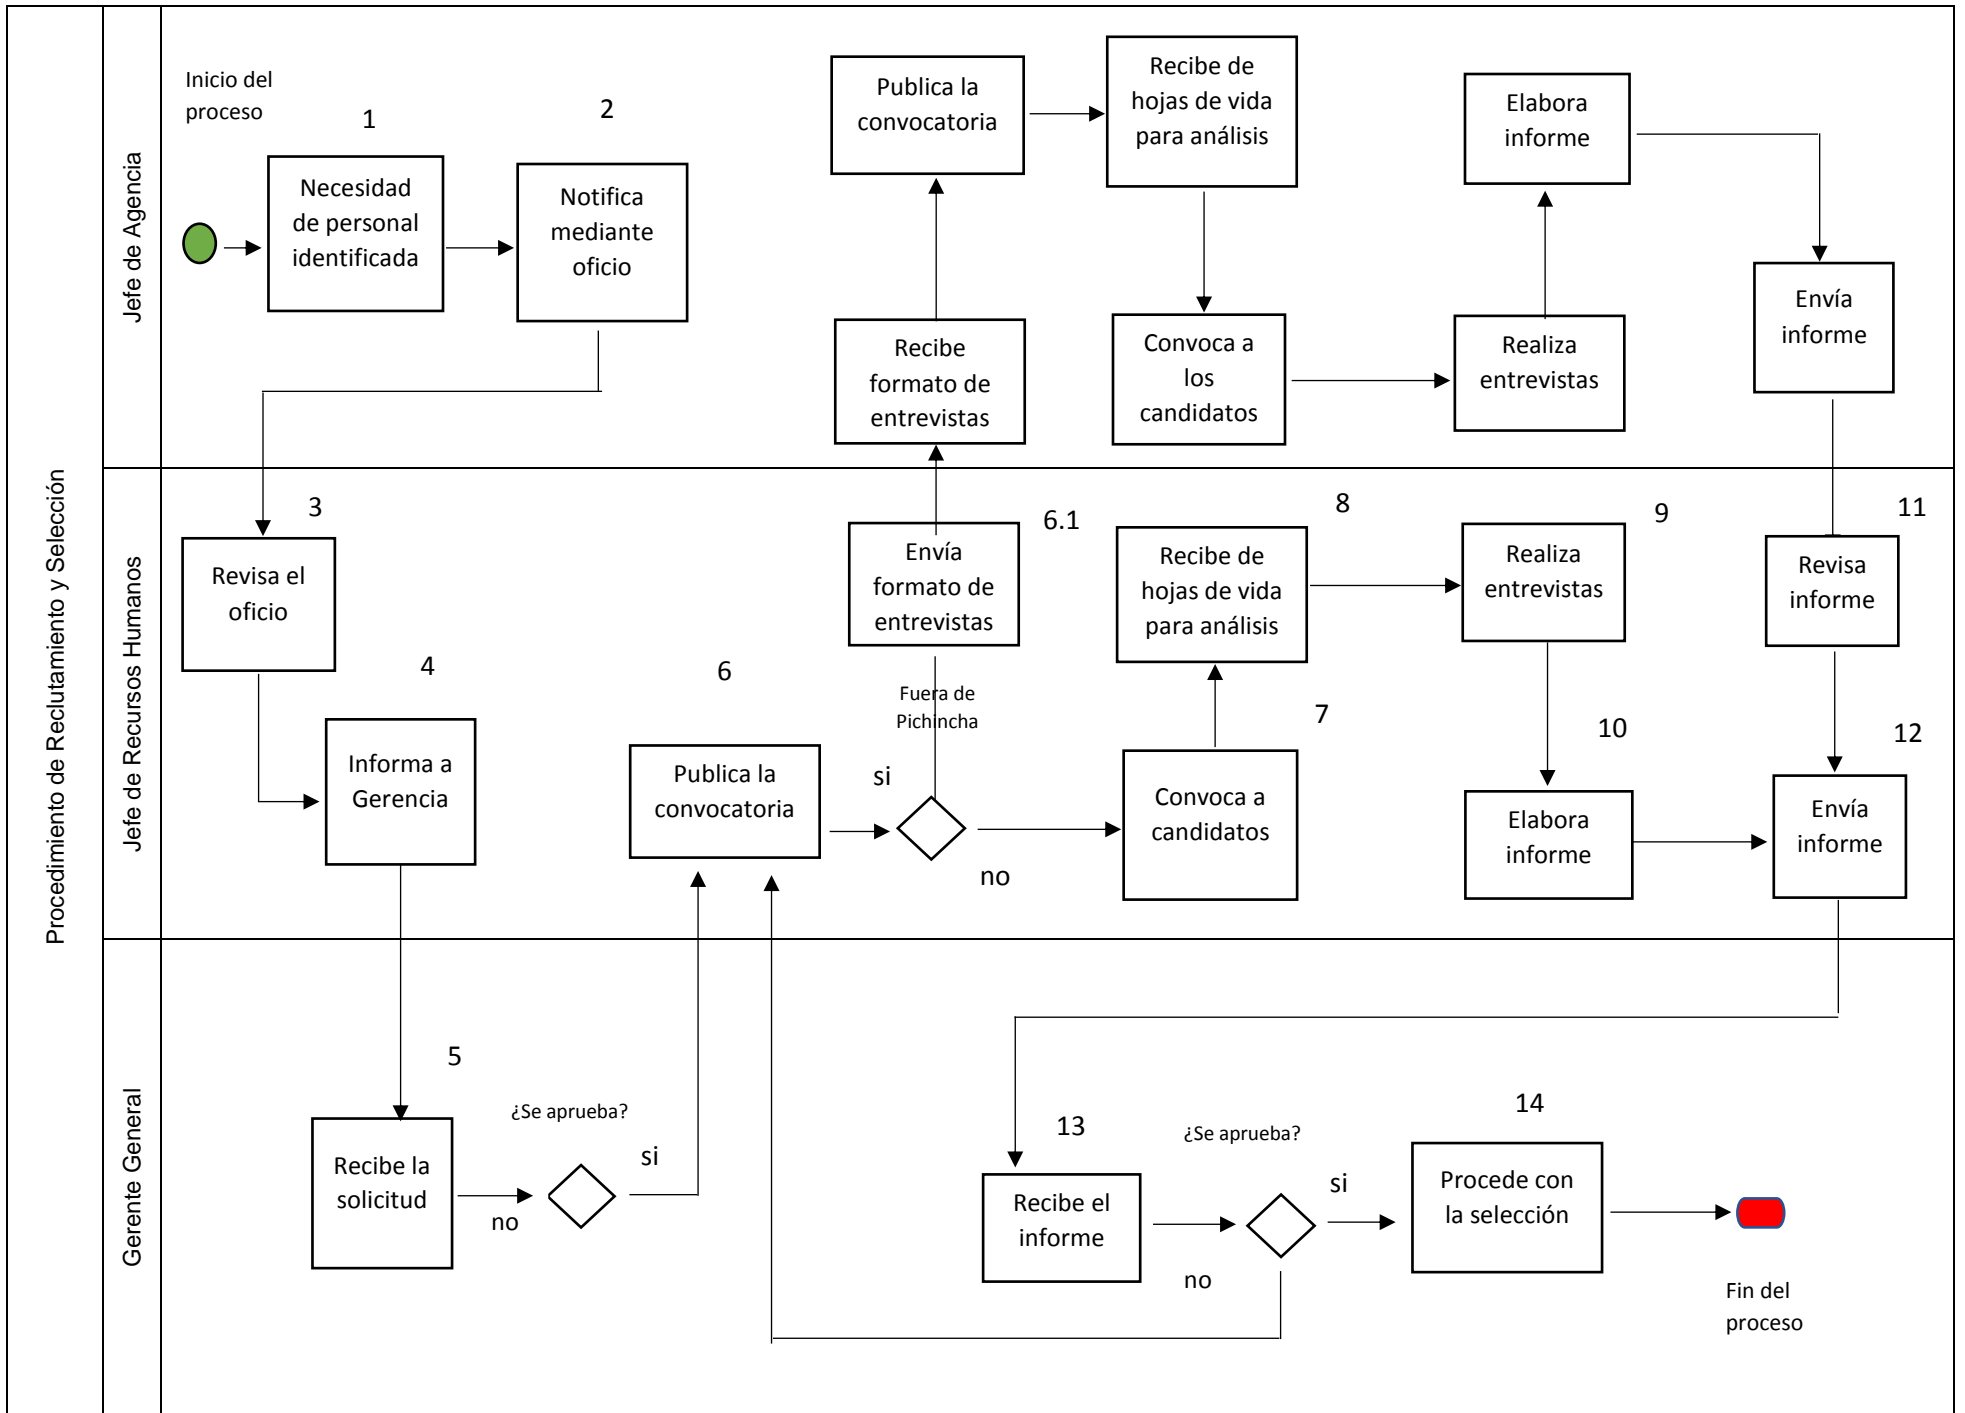 Procedimiento de Reclutamiento y Selección
Jefe de Agencia
Inicio del
proceso
1
Necesidad
de personal
identificada
2
Notifica
mediante
oficio
Publica la
convocatoria
Recibe de
hojas de vida
para análisis
Elabora
informe
Recibe
formato de
entrevistas
Convoca a
los
candidatos
Realiza
entrevistas
Envía
informe
Jefe de Recursos Humanos
3
Revisa el
oficio
4
Informa a
Gerencia
6
Publica la
convocatoria
6.1
Envía
formato de
entrevistas
Fuera de
Pichincha
si
no
7
Convoca a
candidatos
8
Recibe de
hojas de vida
para análisis
9
Realiza
entrevistas
10
Elabora
informe
11
Revisa
informe
12
Envía
informe
Gerente General
5
Recibe la
solicitud
¿Se aprueba?
si
no
13
Recibe el
informe
¿Se aprueba?
si
no
14
Procede con
la selección
Fin del
proceso